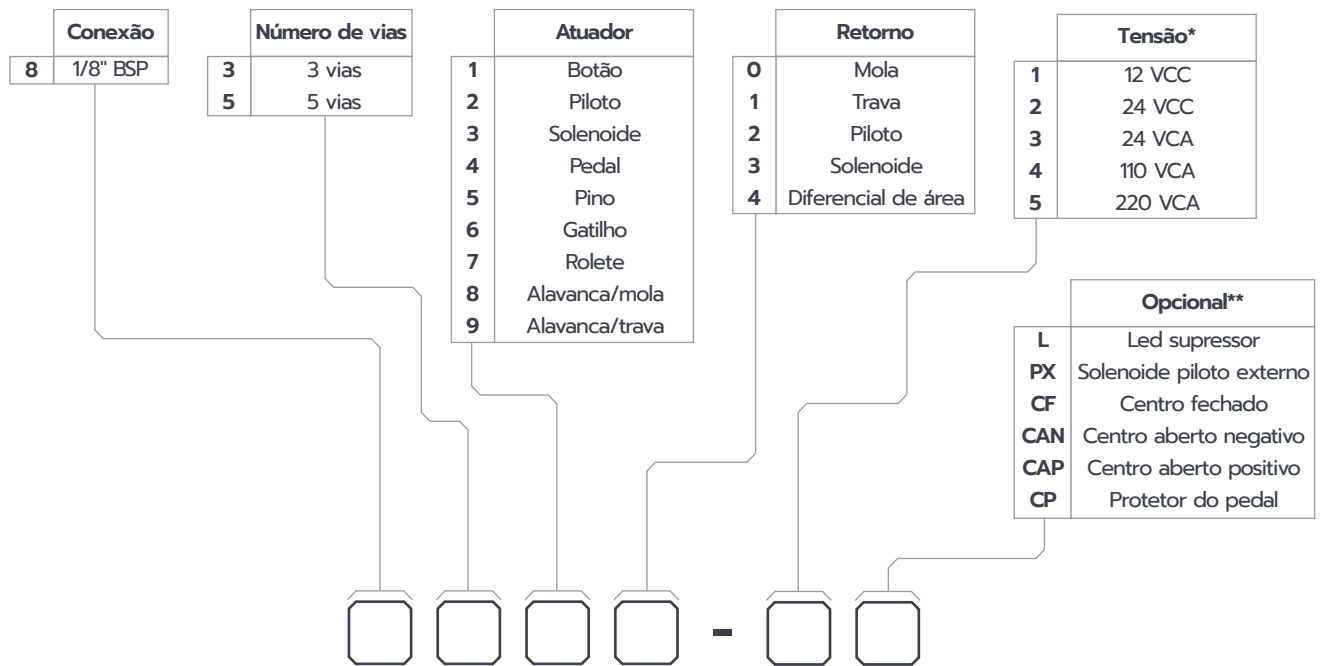 Conexão
8 1/8" BSP
Número de vias
3 3 vias
5 5 vias
Atuador
1 Botão
2 Piloto
3 Solenoide
4 Pedal
5 Pino
6 Gatilho
7 Rolete
8 Alavanca/mola
9 Alavanca/trava
Retorno
0 Mola
1 Trava
2 Piloto
3 Solenoide
4 Diferencial de área
Tensão*
1 12 VCC
2 24 VCC
3 24 VCA
4 110 VCA
5 220 VCA
Opcional**
L Led supressor
PX Solenoide piloto externo
CF Centro fechado
CAN Centro aberto negativo
CAP Centro aberto positivo
CP Protetor do pedal
-